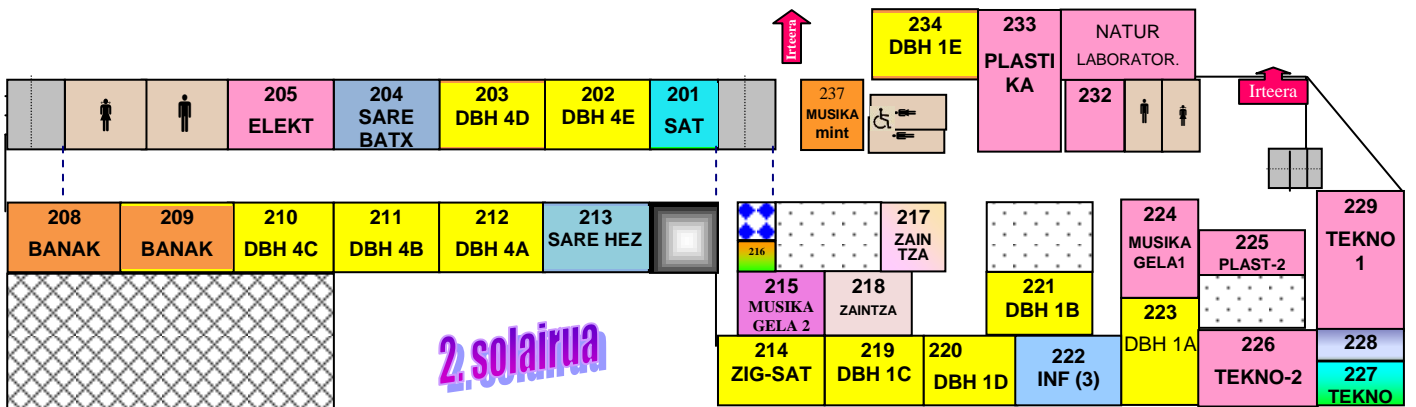 Irteera
234
DBH 1E
233
PLASTI
KA
NATUR
LABORATOR.
205
ELEKT
204
SARE
BATX
203
DBH 4D
202
DBH 4E
201
SAT
237
MUSIKA
mint
232
Irteera
208
BANAK
209
BANAK
210
DBH 4C
211
DBH 4B
212
DBH 4A
213
SARE HEZ
216
217
ZAIN
TZA
224
MUSIKA
GELA1
225
PLAST-2
229
TEKNO
1
215
MUSIKA
GELA 2
218
ZAINTZA
221
DBH 1B
223
DBH 1A
2. solairua
214
ZIG-SAT
219
DBH 1C
220
DBH 1D
222
INF (3)
226
TEKNO-2
228
227
TEKNO